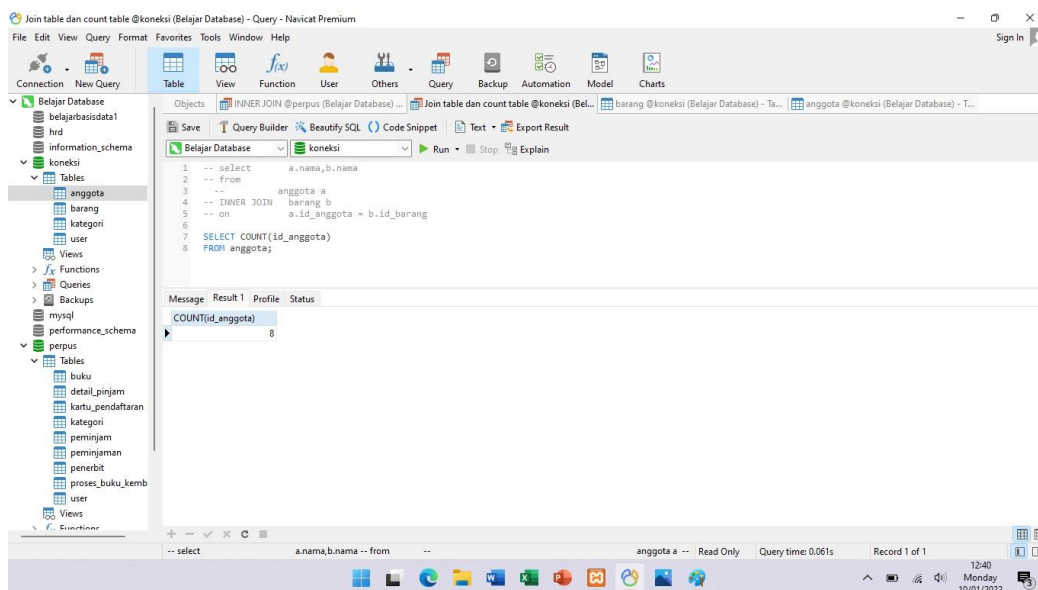 Join table dan count table @koneksi (Belajar Database) - Query - Navicat Premium
File Edit View Query Format Favorites Tools Window Help
Sign In
Connection New Query Table View Function User Others Query Backup Automation Model Charts
Objects INNER JOIN @perpus (Belajar Database) ... Join table dan count table @koneksi (Bel... barang @koneksi (Belajar Database) - Ta... anggota @koneksi (Belajar Database) - T...
Save Query Builder Beautify SQL () Code Snippet Text Export Result
Belajar Database koneksi Run Stop Explain
Belajar Database
belajarbasisdata1
hrd
information_schema
koneksi
Tables
anggota
barang
kategori
user
Views
fx Functions
Queries
Backups
mysql
performance_schema
perpus
Tables
buku
detail_pinjam
kartu_pendaftaran
kategori
peminjam
peminjaman
penerbit
proses_buku_kemb
user
Views
Functions
1 -- select a.nama,b.nama
2 -- from
3 -- anggota a
4 -- INNER JOIN barang b
5 -- on a.id_anggota = b.id_barang
6
7 SELECT COUNT(id_anggota)
8 FROM anggota;
Message Result 1 Profile Status
COUNT(id_anggota)
8
-- select a.nama,b.nama -- from -- anggota a -- Read Only Query time: 0.061s Record 1 of 1
12:40
Monday
10/01/2022